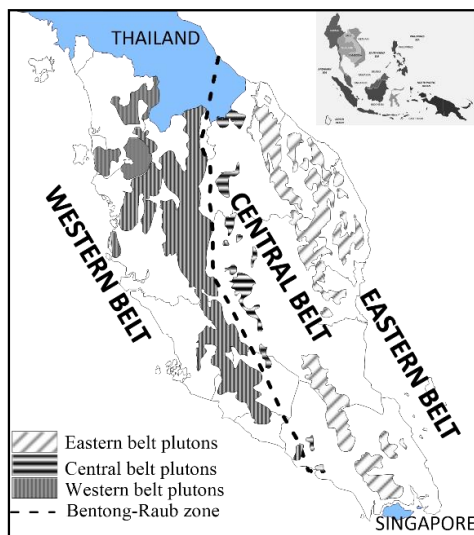 THAILAND
WESTERN BELT
CENTRAL BELT
EASTERN BELT
Eastern belt plutons
Central belt plutons
Western belt plutons
Bentong-Raub zone
SINGAPORE